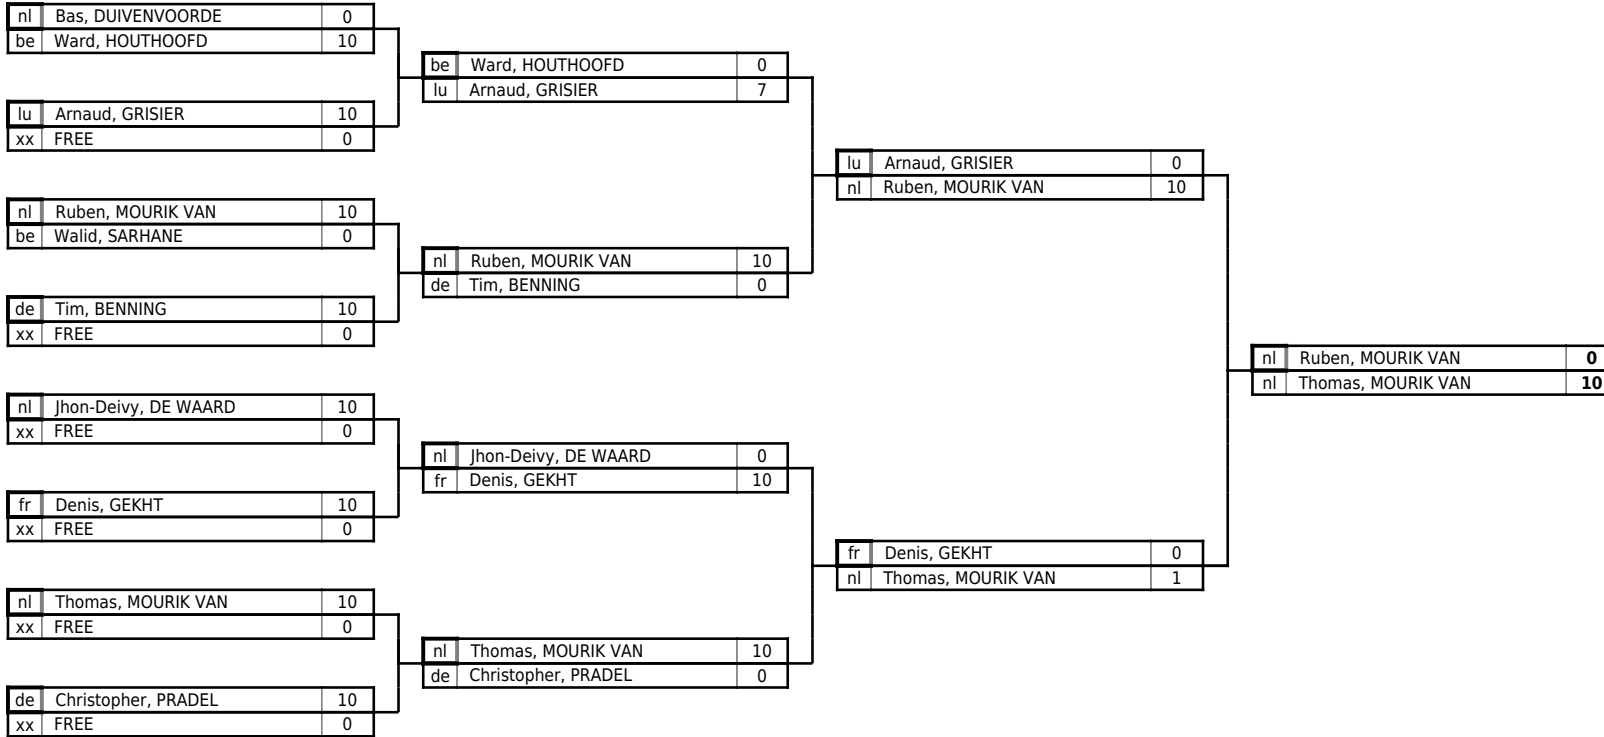 nl Bas, DUIVENVOORDE 0
be Ward, HOUTHOOFD 10
lu Arnaud, GRISIER 10
xx FREE 0
nl Ruben, MOURIK VAN 10
be Walid, SARHANE 0
de Tim, BENNING 10
xx FREE 0
nl Jhon-Deivy, DE WAARD 10
xx FREE 0
fr Denis, GEKHT 10
xx FREE 0
nl Thomas, MOURIK VAN 10
xx FREE 0
de Christopher, PRADEL 10
xx FREE 0
be Ward, HOUTHOOFD 0
lu Arnaud, GRISIER 7
nl Ruben, MOURIK VAN 10
de Tim, BENNING 0
nl Jhon-Deivy, DE WAARD 0
fr Denis, GEKHT 10
nl Thomas, MOURIK VAN 10
de Christopher, PRADEL 0
lu Arnaud, GRISIER 0
nl Ruben, MOURIK VAN 10
fr Denis, GEKHT 0
nl Thomas, MOURIK VAN 1
nl Ruben, MOURIK VAN 0
nl Thomas, MOURIK VAN 10